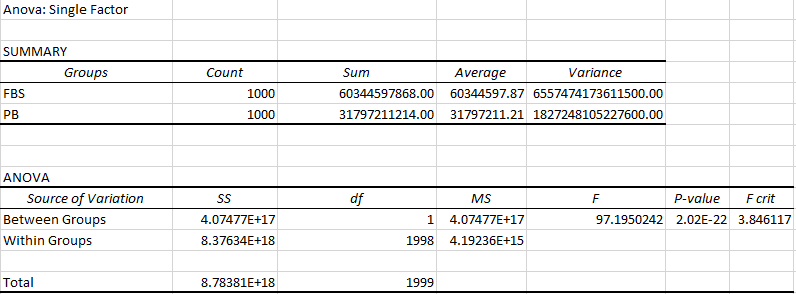 Anova: Single Factor
SUMMARY
Groups Count Sum Average Variance
FBS 1000 60344597868.00 60344597.87 6557474173611500.00
PB 1000 31797211214.00 31797211.21 1827248105227600.00
ANOVA
Source of Variation SS df MS F P-value F crit
Between Groups 4.07477E+17 1 4.07477E+17 97.1950242 2.02E-22 3.846117
Within Groups 8.37634E+18 1998 4.19236E+15
Total 8.78381E+18 1999